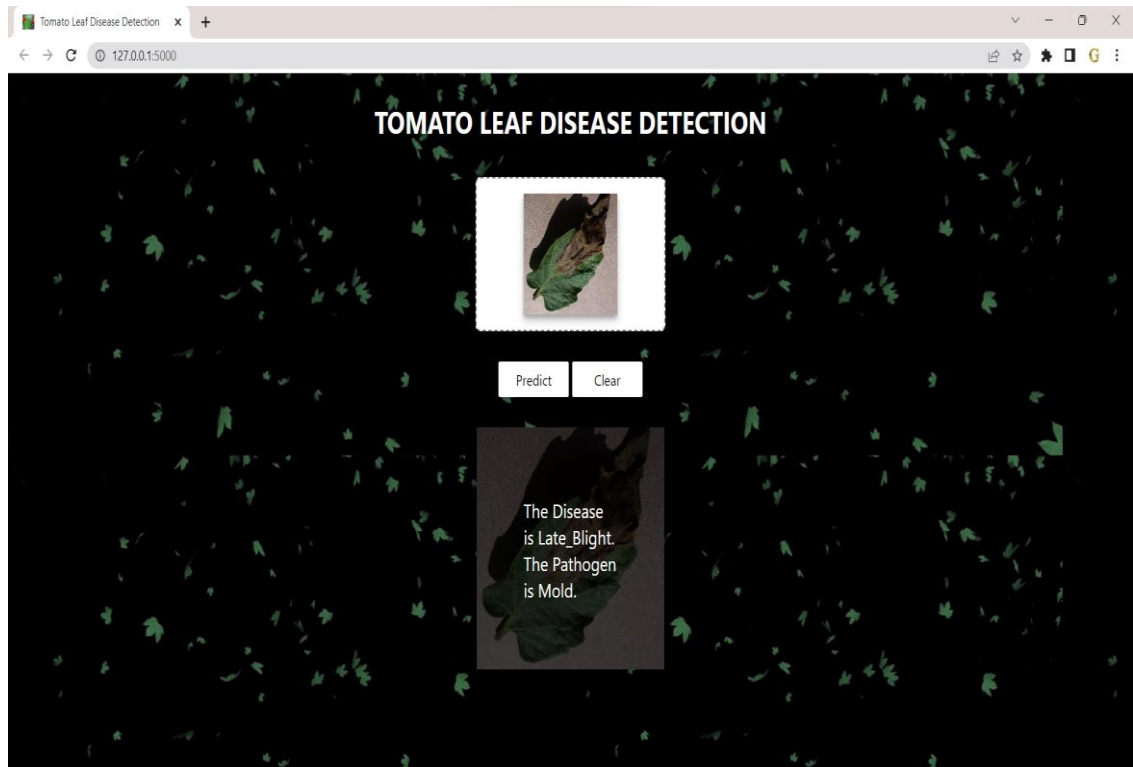 Tomato Leaf Disease Detection
127.0.0.1:5000
G
TOMATO LEAF DISEASE DETECTION
Predict Clear
The Disease
is Late_Blight.
The Pathogen
is Mold.